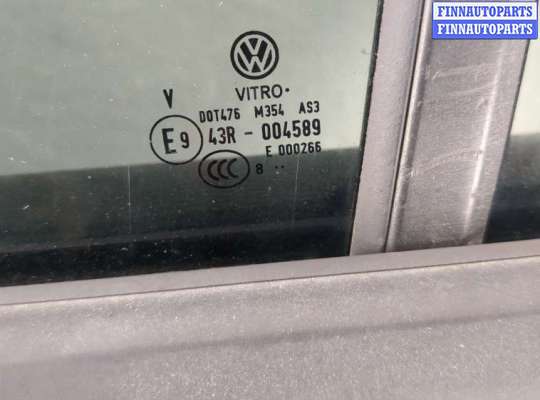 FINNAUTOPARTS
FINNAUTOPARTS
VW
VITRO·
V
DOT476 M354 AS3
E9 43R - 004589
E 000266
CCC 8 ··